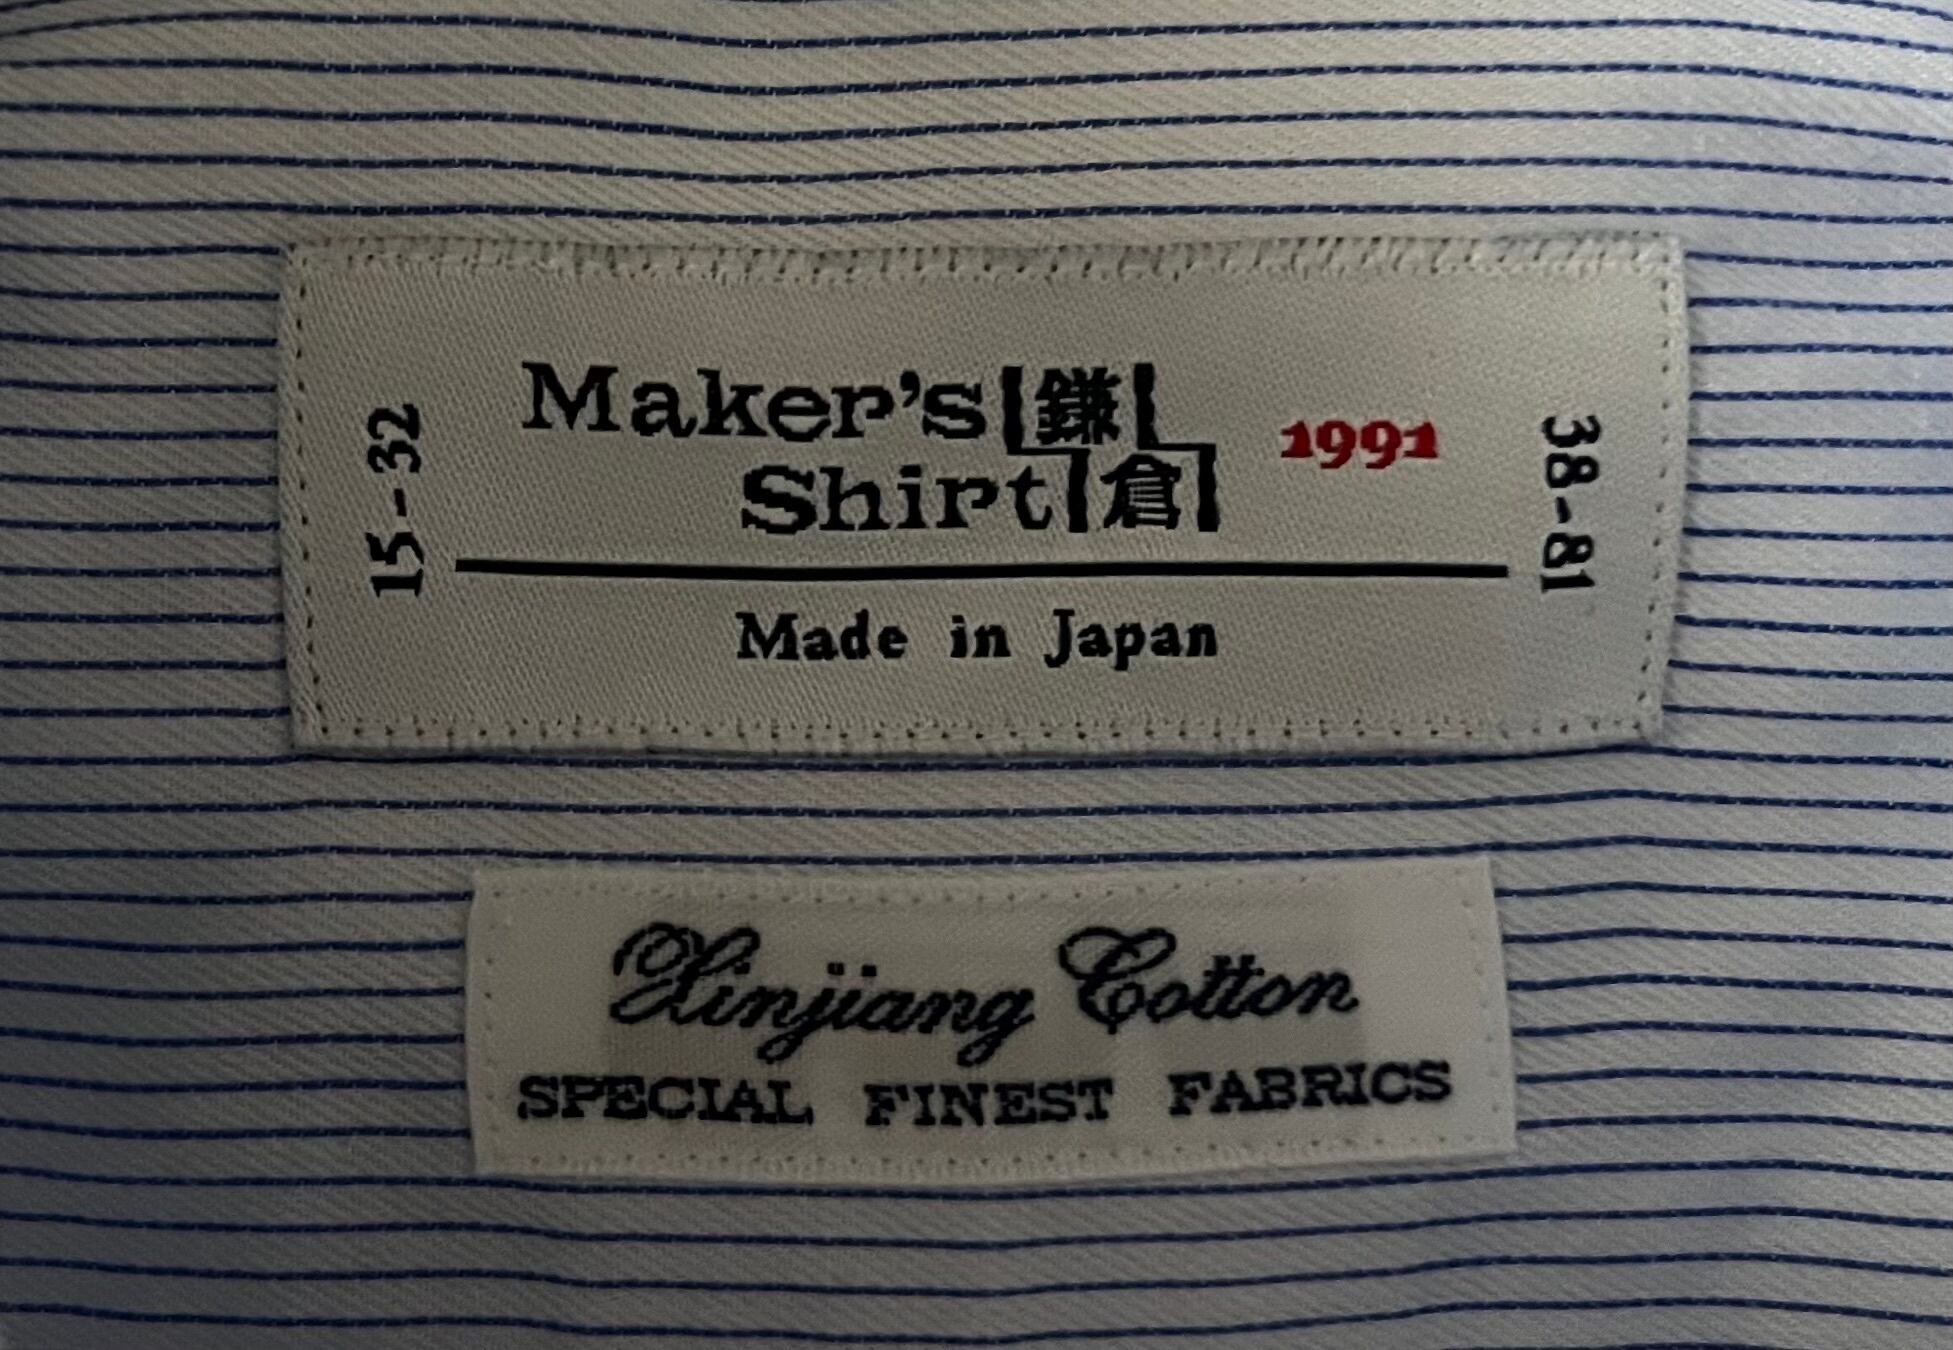 15-32
Maker's 鎌
Shirt 倉
1991
38-81
Made in Japan
Xinjiang Cotton
SPECIAL FINEST FABRICS